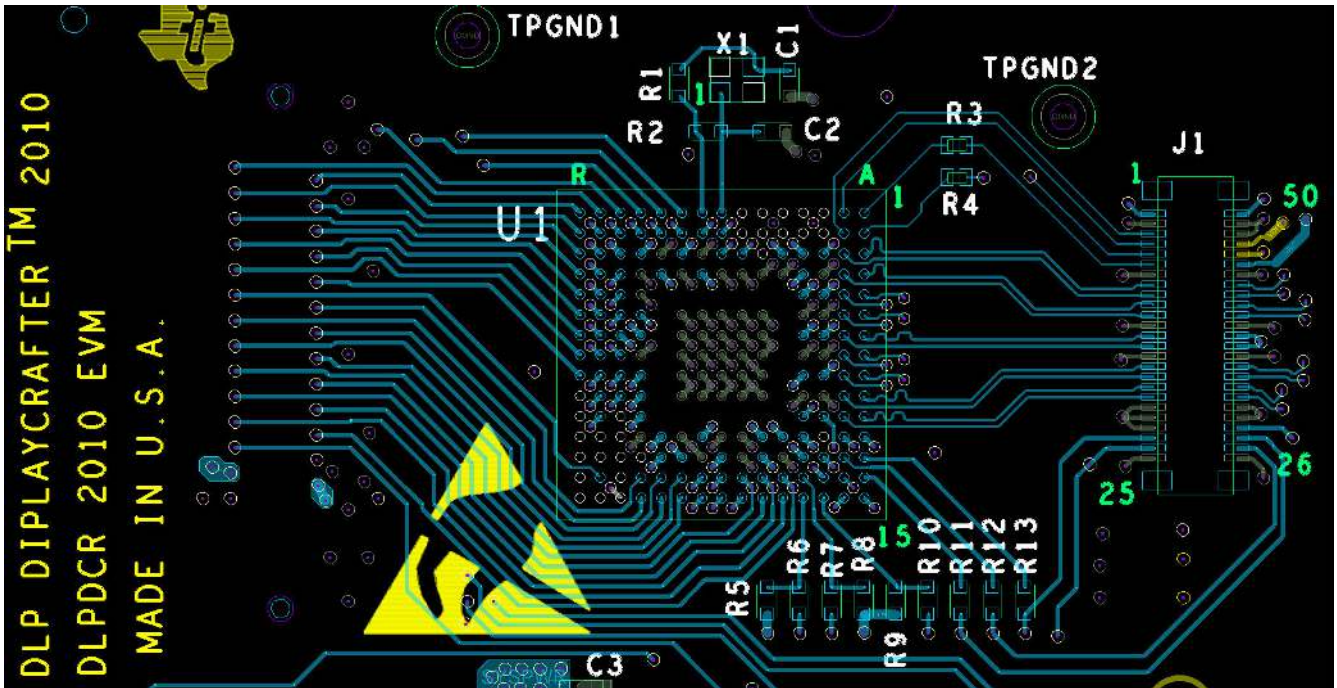 DLP DIPLAYCRAFTER TM 2010
DLPDCR 2010 EVM
MADE IN U.S.A.
TPGND1
X1
C1
R1
1
R2
C2
TPGND2
R3
R4
J1
1
50
R
A
1
U1
25
26
15
R5
R6
R7
R8
R9
R10
R11
R12
R13
C3